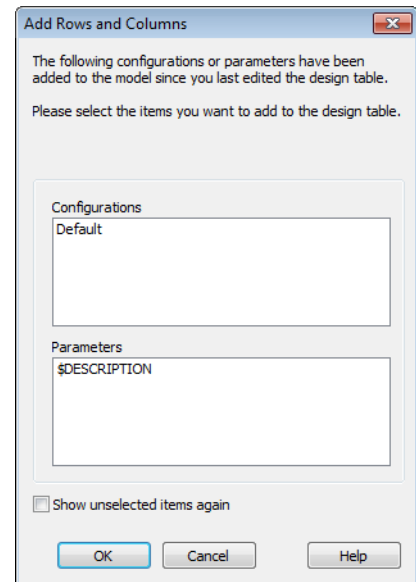 Add Rows and Columns
The following configurations or parameters have been
added to the model since you last edited the design table.
Please select the items you want to add to the design table.
Configurations
Default
Parameters
$DESCRIPTION
Show unselected items again
OK Cancel Help